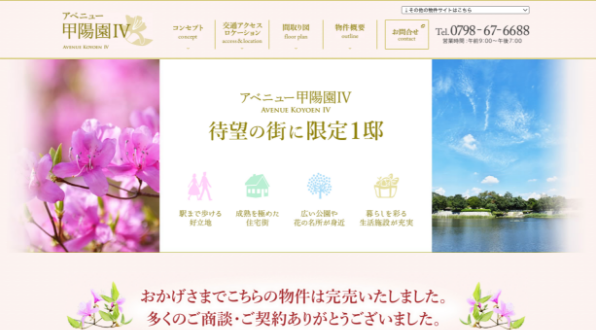 ↓その他の物件サイトはこちら
アベニュー
甲陽園Ⅳ
AVENUE KOYOEN IV
コンセプト
concept
交通アクセス
ロケーション
access&location
間取り図
floor plan
物件概要
outline
お問合せ
contact
Tel.0798-67-6688
営業時間:午前9:00〜午後7:00
アベニュー甲陽園Ⅳ
AVENUE KOYOEN IV
待望の街に限定1邸
駅まで歩ける
好立地
成熟を極めた
住宅街
広い公園や
花の名所が身近
暮らしを彩る
生活施設が充実
おかげさまでこちらの物件は完売いたしました。
多くのご商談・ご契約ありがとうございました。